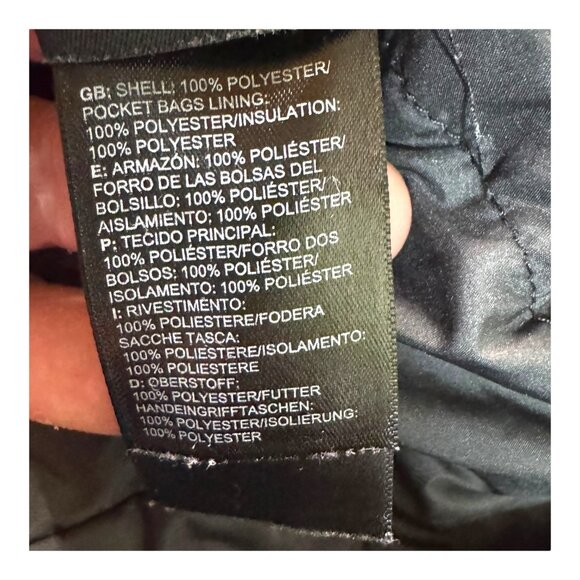 GB: SHELL: 100% POLYESTER/
POCKET BAGS LINING:
100% POLYESTER/INSULATION:
100% POLYESTER
E: ARMAZÓN: 100% POLIÉSTER/
FORRO DE LAS BOLSAS DEL
BOLSILLO: 100% POLIÉSTER/
AISLAMIENTO: 100% POLIÉSTER
P: TECIDO PRINCIPAL:
100% POLIÉSTER/FORRO DOS
BOLSOS: 100% POLIÉSTER/
ISOLAMENTO: 100% POLIÉSTER
I: RIVESTIMENTO:
100% POLIESTERE/FODERA
SACCHE TASCA:
100% POLIESTERE/ISOLAMENTO:
100% POLIESTERE
D: OBERSTOFF:
100% POLYESTER/FUTTER
HANDEINGRIFFTASCHEN:
100% POLYESTER/ISOLIERUNG:
100% POLYESTER